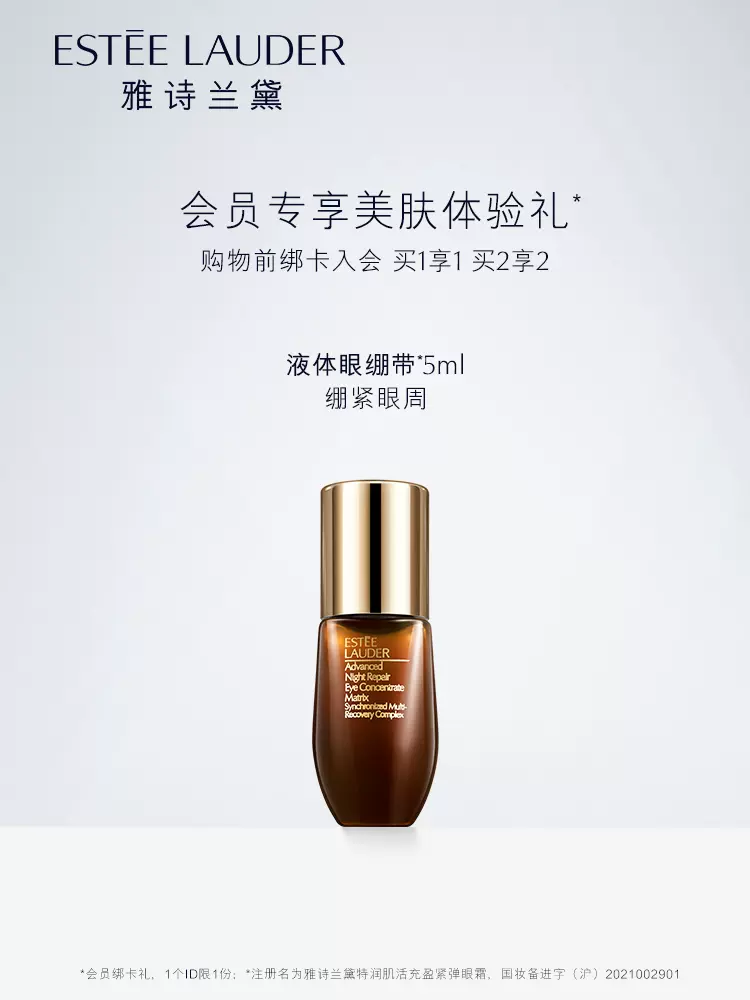 ESTĒE LAUDER
雅诗兰黛
会员专享美肤体验礼*
购物前绑卡入会 买1享1 买2享2
液体眼绷带*5ml
绷紧眼周
ESTĒE
LAUDER
Advanced
Night Repair
Eye Concentrate
Matrix
Synchronized Multi-
Recovery Complex
*会员绑卡礼，1个ID限1份；*注册名为雅诗兰黛特润肌活充盈紧弹眼霜，国妆备进字（沪）2021002901